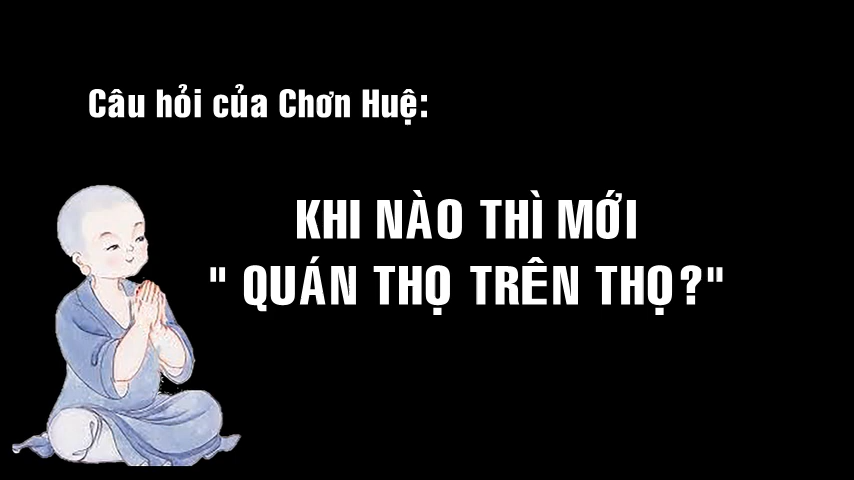 Câu hỏi của Chơn Huệ:
KHI NÀO THÌ MỚI
" QUÁN THỌ TRÊN THỌ?"